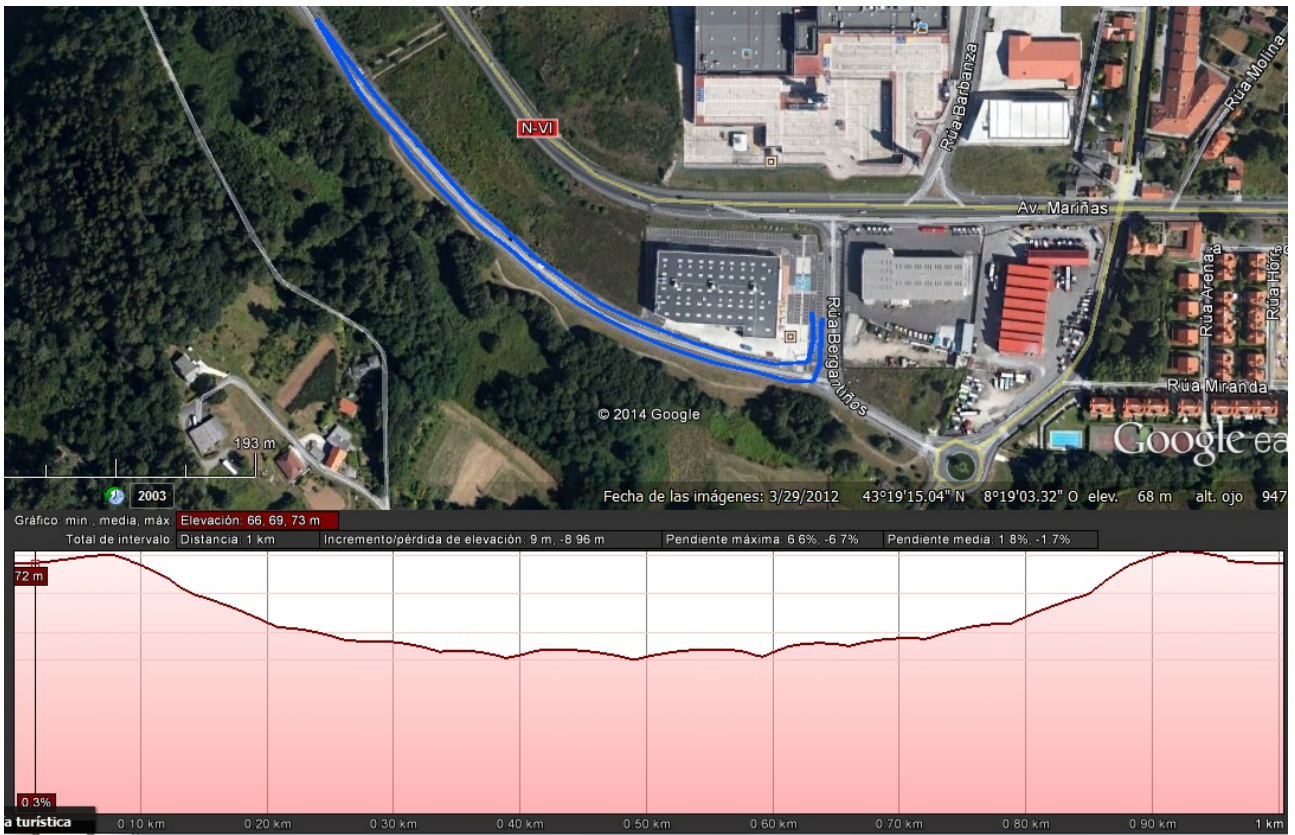 N-VI
Rúa Barbanza
Rúa Molina
Av. Mariñas
Rúa Bergantiños
Rúa Miranda
© 2014 Google
Google ea
193 m
2003
Fecha de las imágenes: 3/29/2012 43°19'15.04" N 8°19'03.32" O elev. 68 m alt. ojo 947
Gráfico: min., media, máx Elevación: 66, 69, 73 m
Total de intervalo: Distancia: 1 km Incremento/pérdida de elevación: 9 m, -8.96 m Pendiente máxima: 6.6%, -6.7% Pendiente media: 1.8%, -1.7%
72 m
0.3%
a turística
0.10 km 0.20 km 0.30 km 0.40 km 0.50 km 0.60 km 0.70 km 0.80 km 0.90 km 1 km